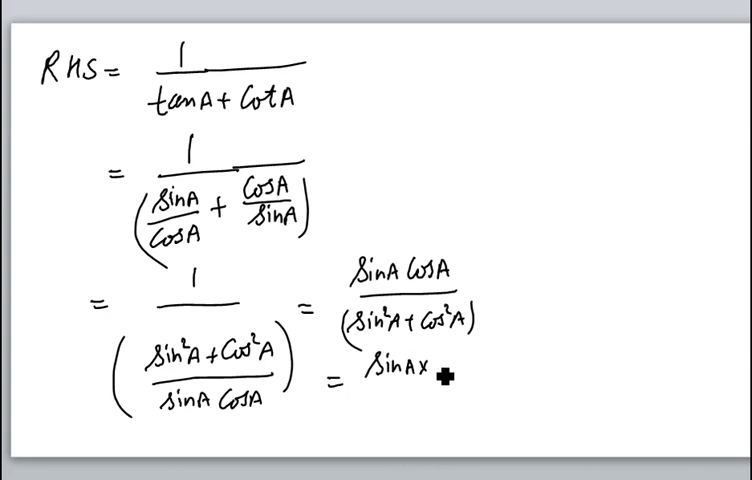 RHS = 1 / (tanA + CotA)
= 1 / (sinA/CosA + CosA/sinA)
= 1 / ((sin²A + Cos²A) / (sinA CosA)) = sinA CosA / (sin²A + Cos²A)
= sinA x